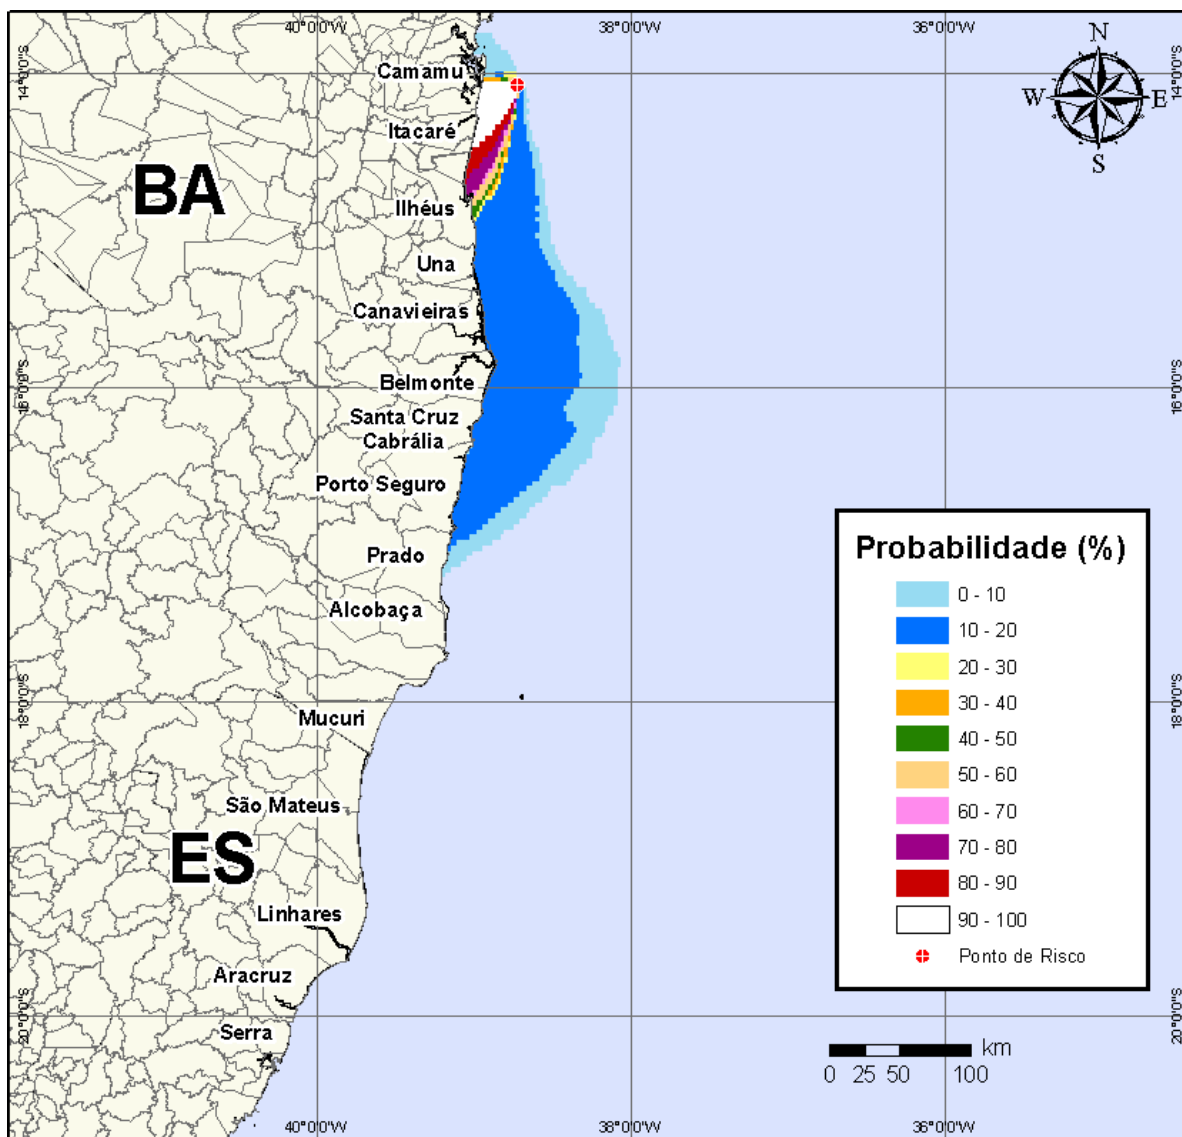 40°0'0"W
38°0'0"W
36°0'0"W
N
W
E
S
14°0'0"S
14°0'0"S
Camamu
Itacaré
BA
Ilhéus
Una
Canavieiras
Belmonte
16°0'0"S
16°0'0"S
Santa Cruz
Cabrália
Porto Seguro
Prado
Alcobaça
18°0'0"S
18°0'0"S
Mucuri
São Mateus
ES
Linhares
Aracruz
20°0'0"S
20°0'0"S
Serra
Probabilidade (%)
0 - 10
10 - 20
20 - 30
30 - 40
40 - 50
50 - 60
60 - 70
70 - 80
80 - 90
90 - 100
Ponto de Risco
km
0 25 50 100
40°0'0"W
38°0'0"W
36°0'0"W